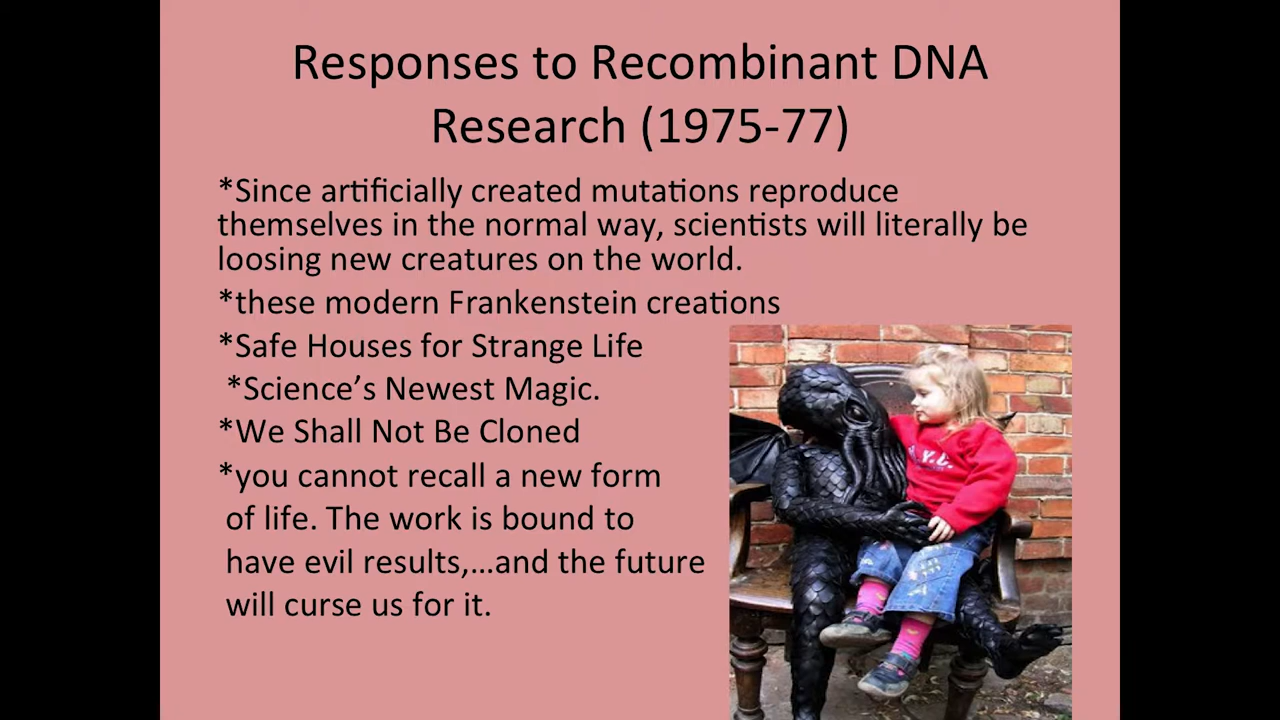 Responses to Recombinant DNA
Research (1975-77)
*Since artificially created mutations reproduce
themselves in the normal way, scientists will literally be
loosing new creatures on the world.
*these modern Frankenstein creations
*Safe Houses for Strange Life
*Science’s Newest Magic.
*We Shall Not Be Cloned
*you cannot recall a new form
of life. The work is bound to
have evil results,…and the future
will curse us for it.